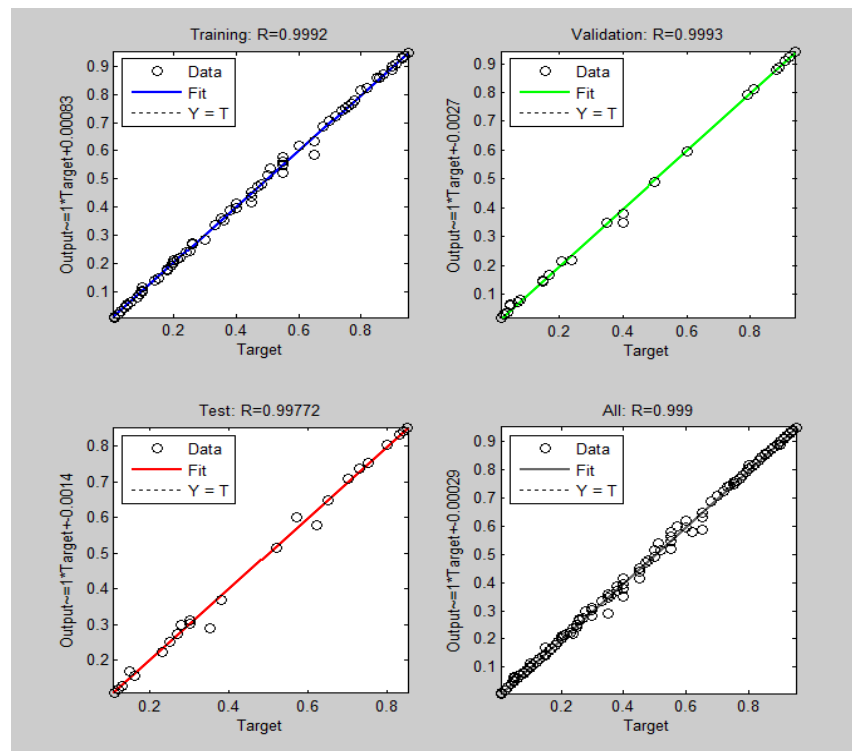 Training: R=0.9992
Output~=1*Target+0.00083
0.9
0.8
0.7
0.6
0.5
0.4
0.3
0.2
0.1
Data
Fit
Y = T
0.2
0.4
0.6
0.8
Target
Validation: R=0.9993
Output~=1*Target+-0.0027
0.9
0.8
0.7
0.6
0.5
0.4
0.3
0.2
0.1
Data
Fit
Y = T
0.2
0.4
0.6
0.8
Target
Test: R=0.99772
Output~=1*Target+-0.0014
0.8
0.7
0.6
0.5
0.4
0.3
0.2
Data
Fit
Y = T
0.2
0.4
0.6
0.8
Target
All: R=0.999
Output~=1*Target+-0.00029
0.9
0.8
0.7
0.6
0.5
0.4
0.3
0.2
0.1
Data
Fit
Y = T
0.2
0.4
0.6
0.8
Target